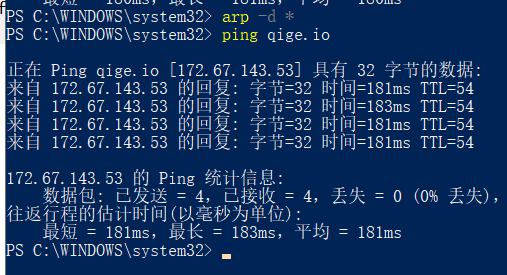 最短 = 180ms，最长 = 181ms，平均 = 180ms
PS C:\WINDOWS\system32> arp -d *
PS C:\WINDOWS\system32> ping qige.io
正在 Ping qige.io [172.67.143.53] 具有 32 字节的数据:
来自 172.67.143.53 的回复: 字节=32 时间=181ms TTL=54
来自 172.67.143.53 的回复: 字节=32 时间=183ms TTL=54
来自 172.67.143.53 的回复: 字节=32 时间=181ms TTL=54
来自 172.67.143.53 的回复: 字节=32 时间=181ms TTL=54
172.67.143.53 的 Ping 统计信息:
数据包: 已发送 = 4，已接收 = 4，丢失 = 0 (0% 丢失)，
往返行程的估计时间(以毫秒为单位):
最短 = 181ms，最长 = 183ms，平均 = 181ms
PS C:\WINDOWS\system32>